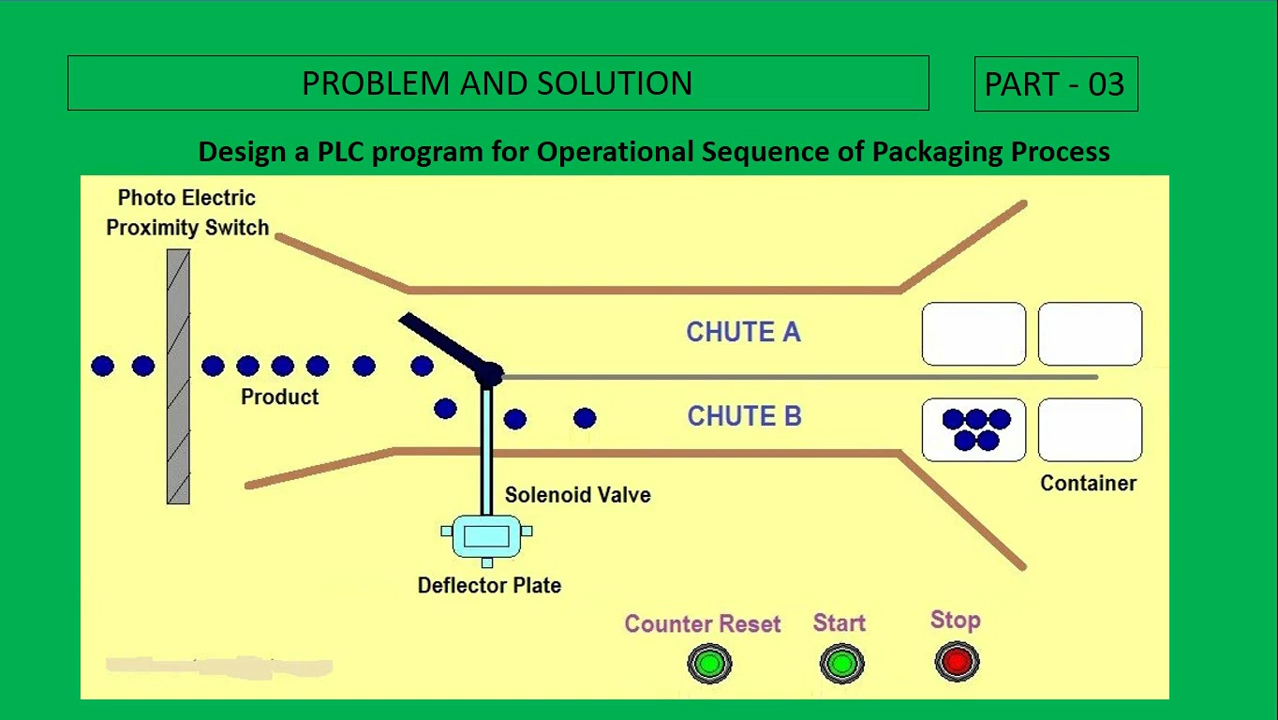 PROBLEM AND SOLUTION
PART - 03
Design a PLC program for Operational Sequence of Packaging Process
Photo Electric
Proximity Switch
CHUTE A
Product
CHUTE B
Container
Solenoid Valve
Deflector Plate
Counter Reset
Start
Stop